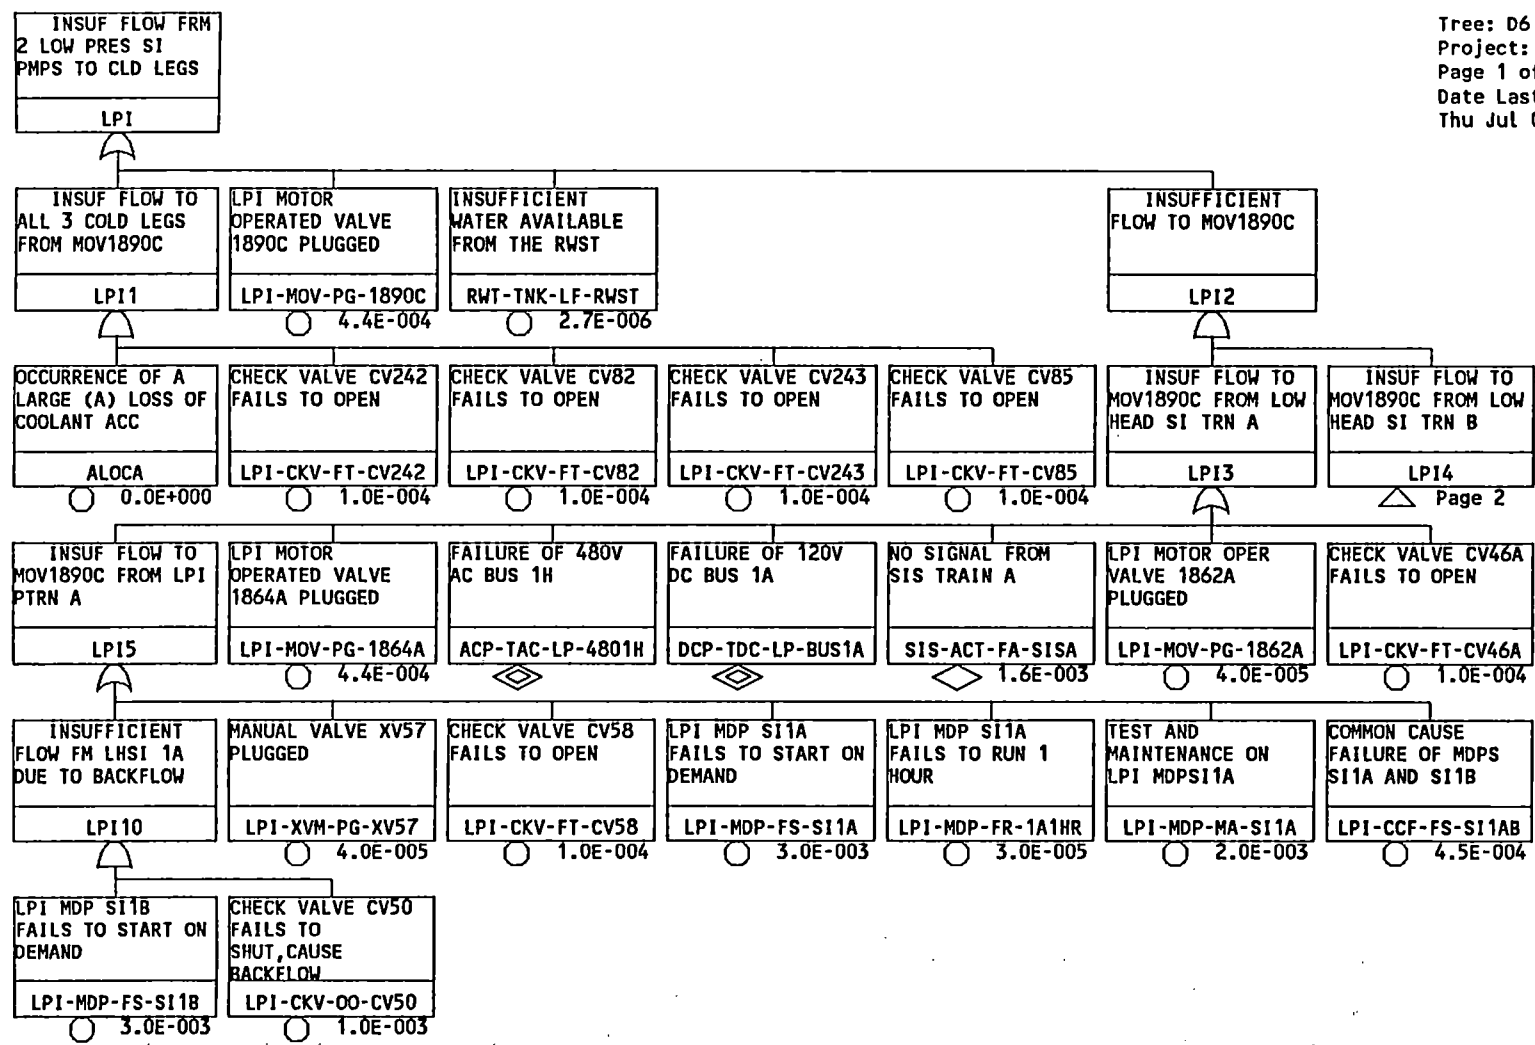 INSUF FLOW FRM
2 LOW PRES SI
PMPS TO CLD LEGS
LPI
Tree: D6
Project:
Page 1 of
Date Last
Thu Jul
INSUF FLOW TO
ALL 3 COLD LEGS
FROM MOV1890C
LPI1
LPI MOTOR
OPERATED VALVE
1890C PLUGGED
LPI-MOV-PG-1890C
4.4E-004
INSUFFICIENT
WATER AVAILABLE
FROM THE RWST
RWT-TNK-LF-RWST
2.7E-006
INSUFFICIENT
FLOW TO MOV1890C
LPI2
OCCURRENCE OF A
LARGE (A) LOSS OF
COOLANT ACC
ALOCA
0.0E+000
CHECK VALVE CV242
FAILS TO OPEN
LPI-CKV-FT-CV242
1.0E-004
CHECK VALVE CV82
FAILS TO OPEN
LPI-CKV-FT-CV82
1.0E-004
CHECK VALVE CV243
FAILS TO OPEN
LPI-CKV-FT-CV243
1.0E-004
CHECK VALVE CV85
FAILS TO OPEN
LPI-CKV-FT-CV85
1.0E-004
INSUF FLOW TO
MOV1890C FROM LOW
HEAD SI TRN A
LPI3
INSUF FLOW TO
MOV1890C FROM LOW
HEAD SI TRN B
LPI4
Page 2
INSUF FLOW TO
MOV1890C FROM LPI
PTRN A
LPI5
LPI MOTOR
OPERATED VALVE
1864A PLUGGED
LPI-MOV-PG-1864A
4.4E-004
FAILURE OF 480V
AC BUS 1H
ACP-TAC-LP-4801H
FAILURE OF 120V
DC BUS 1A
DCP-TDC-LP-BUS1A
NO SIGNAL FROM
SIS TRAIN A
SIS-ACT-FA-SISA
1.6E-003
LPI MOTOR OPER
VALVE 1862A
PLUGGED
LPI-MOV-PG-1862A
4.0E-005
CHECK VALVE CV46A
FAILS TO OPEN
LPI-CKV-FT-CV46A
1.0E-004
INSUFFICIENT
FLOW FM LHSI 1A
DUE TO BACKFLOW
LPI10
MANUAL VALVE XV57
PLUGGED
LPI-XVM-PG-XV57
4.0E-005
CHECK VALVE CV58
FAILS TO OPEN
LPI-CKV-FT-CV58
1.0E-004
LPI MDP SI1A
FAILS TO START ON
DEMAND
LPI-MDP-FS-SI1A
3.0E-003
LPI MDP SI1A
FAILS TO RUN 1
HOUR
LPI-MDP-FR-1A1HR
3.0E-005
TEST AND
MAINTENANCE ON
LPI MDPSI1A
LPI-MDP-MA-SI1A
2.0E-003
COMMON CAUSE
FAILURE OF MDPS
SI1A AND SI1B
LPI-CCF-FS-SI1AB
4.5E-004
LPI MDP SI1B
FAILS TO START ON
DEMAND
LPI-MDP-FS-SI1B
3.0E-003
CHECK VALVE CV50
FAILS TO
SHUT,CAUSE
BACKFLOW
LPI-CKV-OO-CV50
1.0E-003